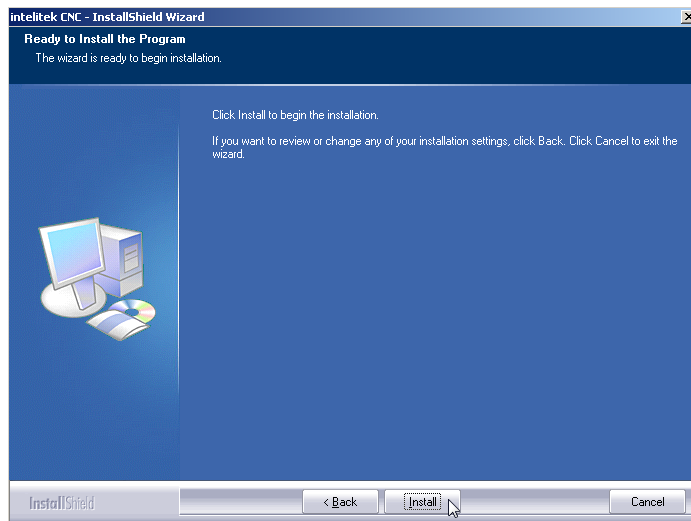 intelitek CNC - InstallShield Wizard
Ready to Install the Program
The wizard is ready to begin installation.
Click Install to begin the installation.
If you want to review or change any of your installation settings, click Back. Click Cancel to exit the
wizard.
InstallShield
< Back
Install
Cancel